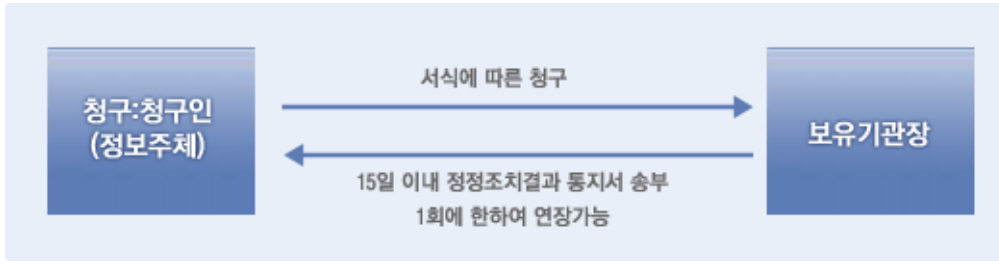 청구:청구인
(정보주체)
서식에 따른 청구
15일 이내 정정조치결과 통지서 송부
1회에 한하여 연장가능
보유기관장